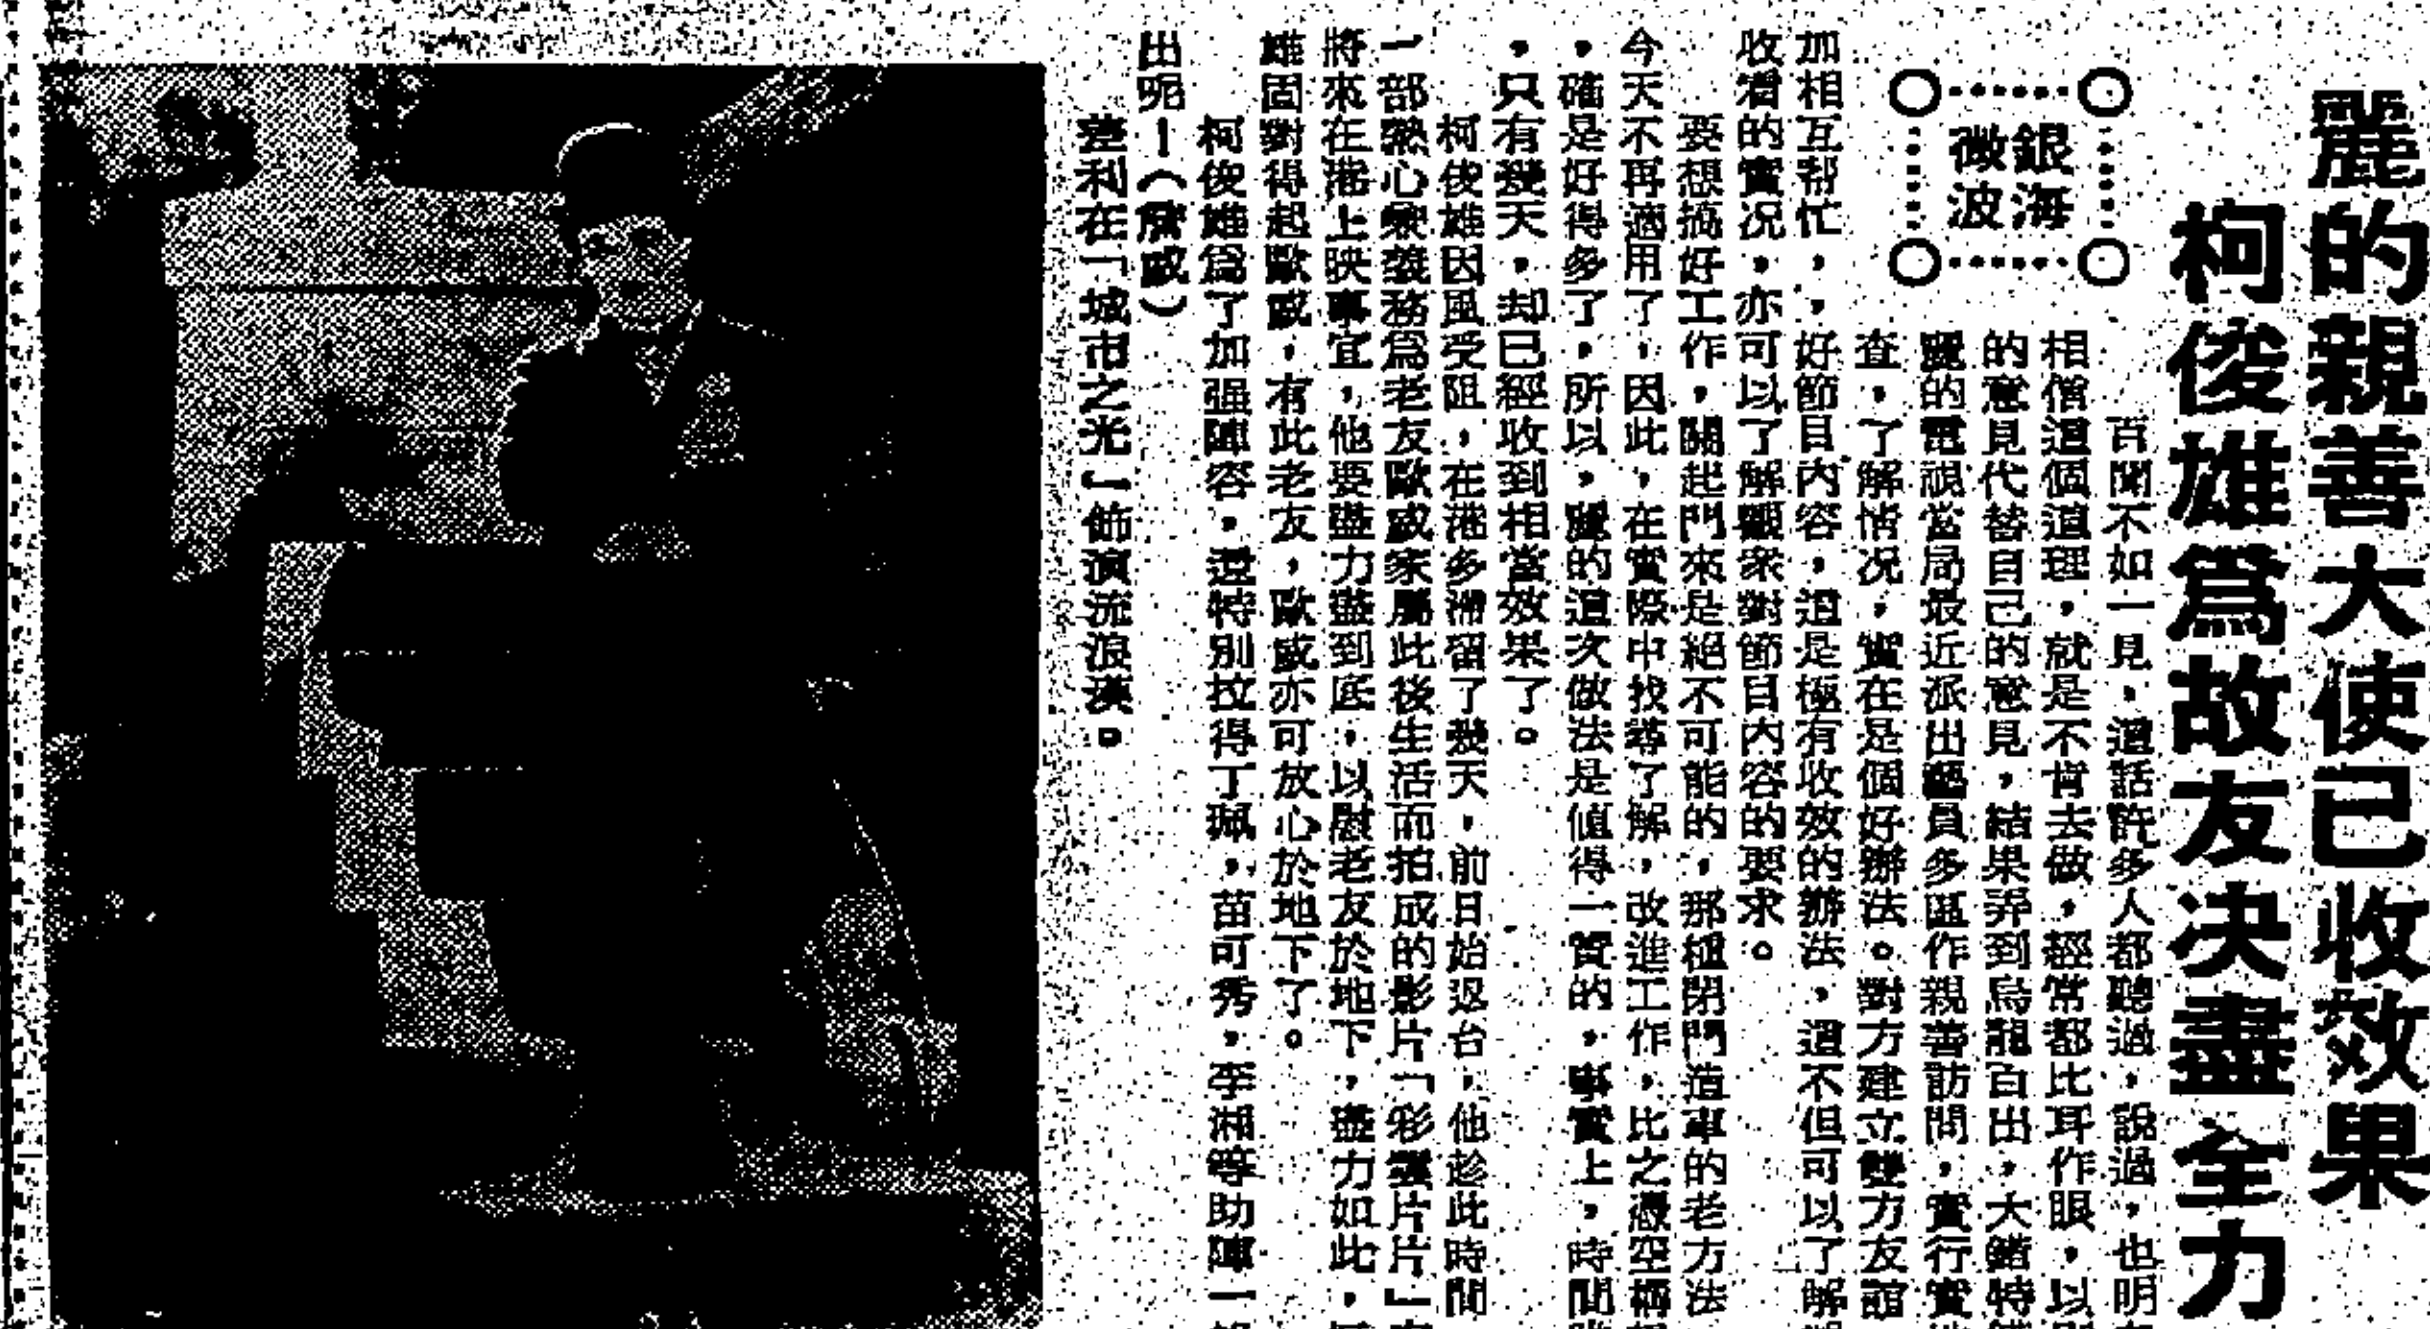 麗的親善大使已收效果
柯俊雄為故友决盡全力
銀海
微波
百聞不如一見，這話許多人都聽過，說過，也明
相信這個道理，就是不肯去做，經常都比耳作眼，以
的意見代替自己的意見，結果弄到烏龍百出，大錯特
麗的電視當局最近派出藝員多區作親善訪問，實行實
查，了解情况，實在是個好辦法。對方建立雙方友誼
加相互帮忙，好節目內容，這是極有收效的辦法，這不但可以了解
收看的實况，亦可以了解觀衆對節目內容的要求。
要想搞好工作，關起門來是絕不可能的，那種閉門造車的老方法
今天不再適用了，因此，在實際中找尋了解，改進工作，比之憑空構
，確是好得多了，所以，麗的這次做法是值得一贊的，事實上，時間
，只有幾天，却已經收到相當效果了。
柯俊雄因風受阻，在港多滯留了幾天，前日始返台，他趁此時間
一部熱心爲老友歐威家屬此後生活而拍成的影片「彩雲片片」
將來在港上映事宜，他要盡力盡到底，以慰老友於地下，盡力如此，
雄固對得起歐威，有此老友，歐威亦可放心於地下了。
柯俊雄爲了加强陣容，還特別拉得丁珮，苗可秀，李湘等助陣一
出呢！（ 威）
差利在「城市之光」飾演流浪漢。